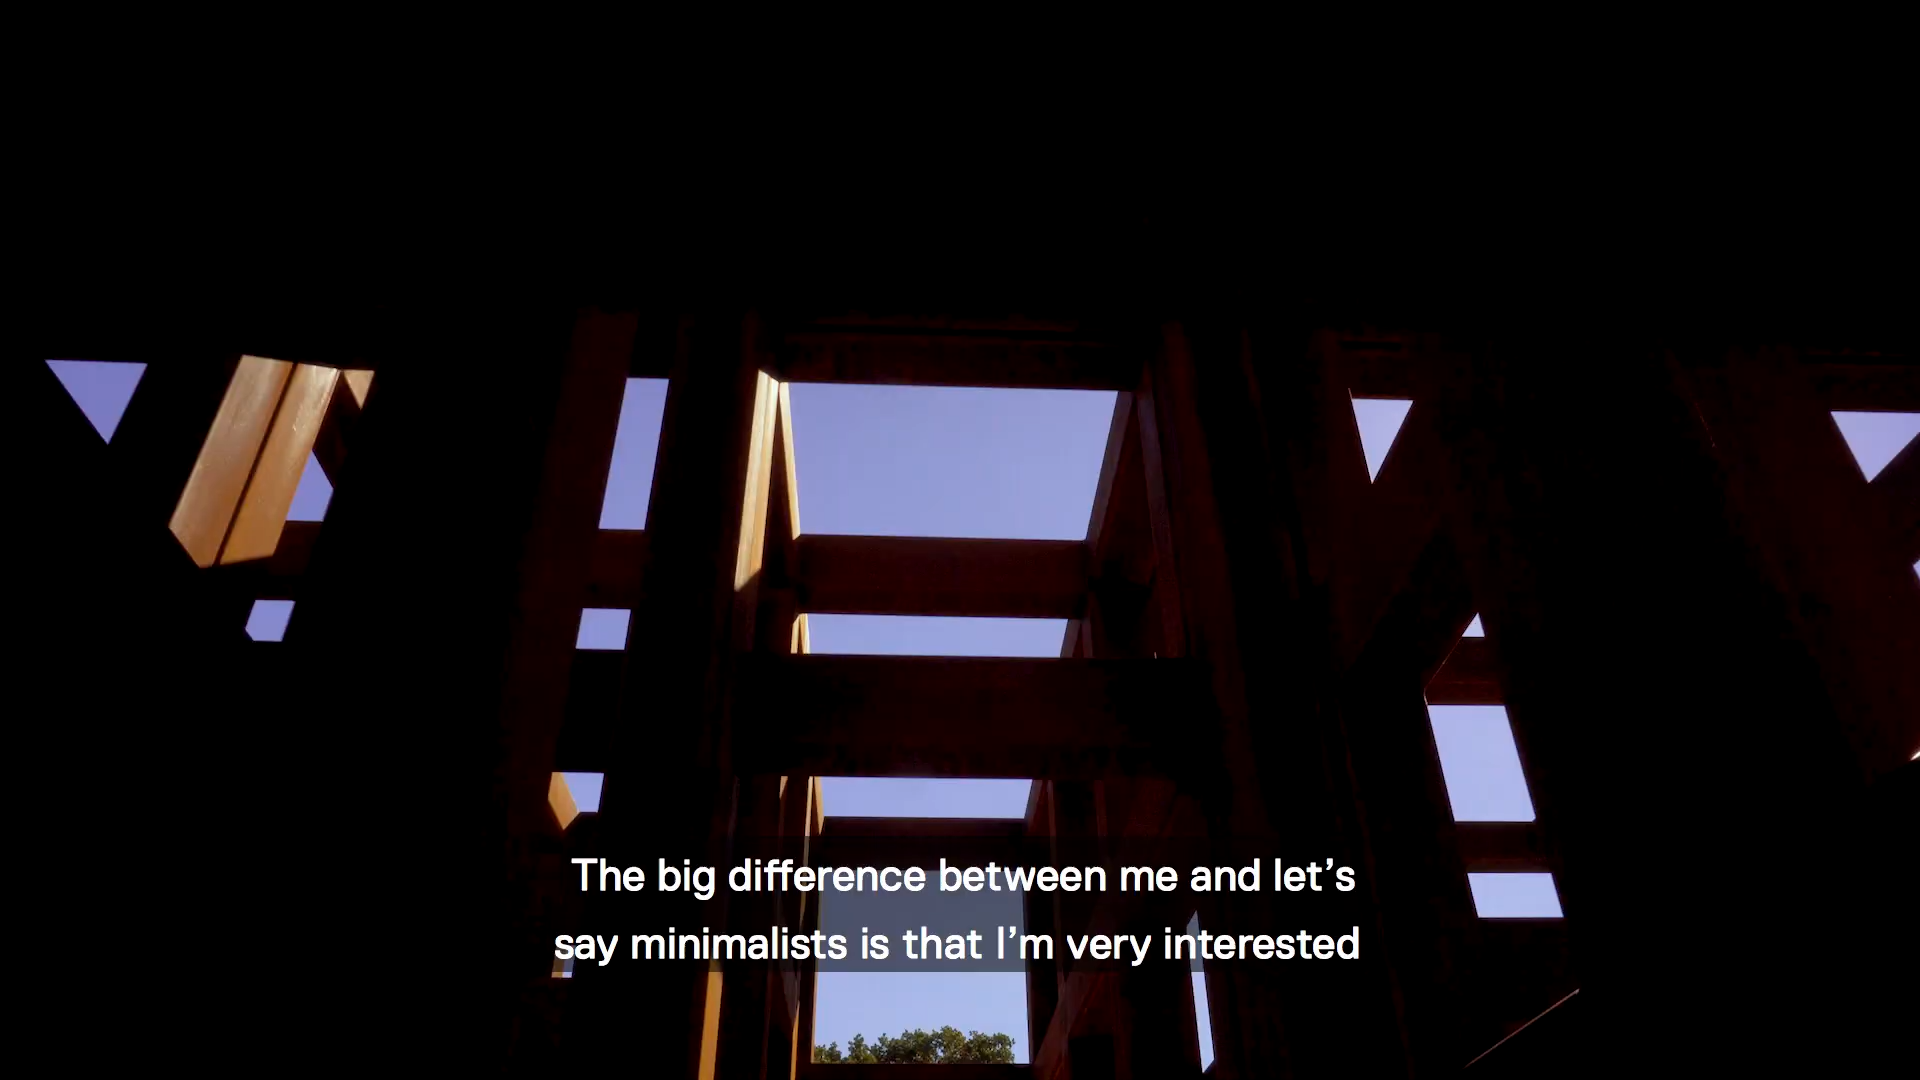 The big difference between me and let’s
say minimalists is that I’m very interested